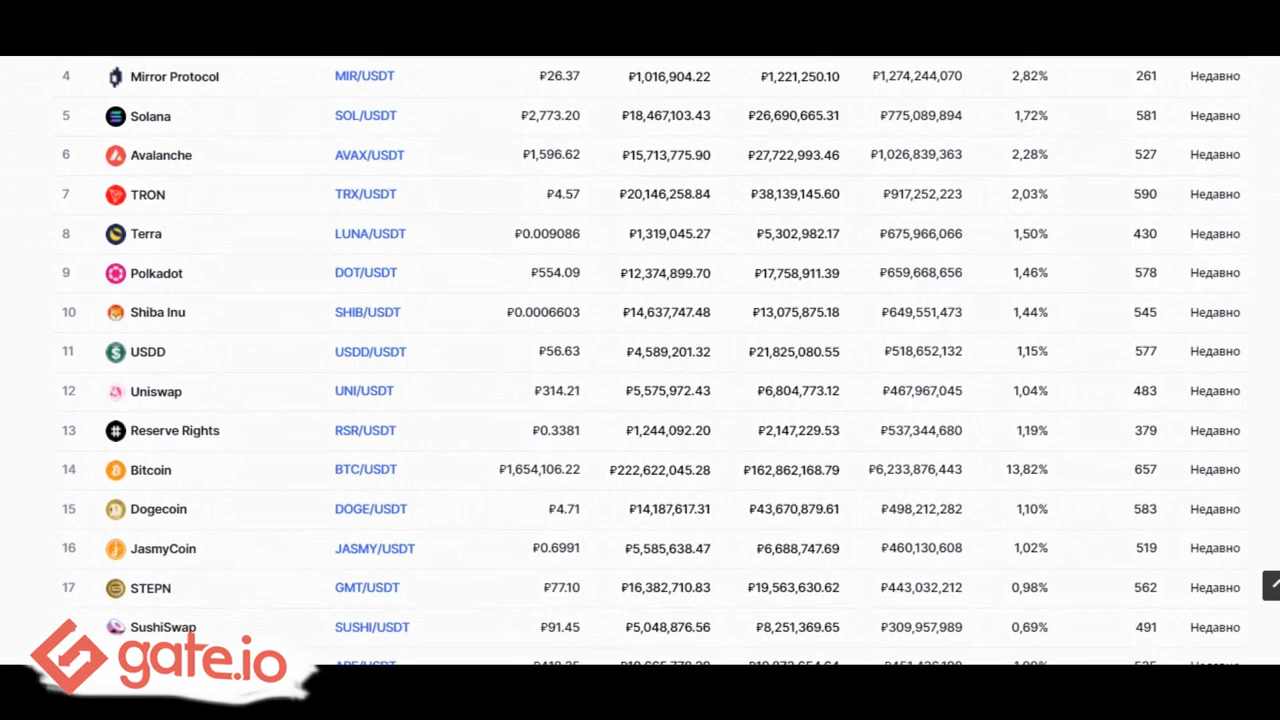 4 Mirror Protocol MIR/USDT ₽26.37 ₽1,016,904.22 ₽1,221,250.10 ₽1,274,244,070 2,82% 261 Недавно
5 Solana SOL/USDT ₽2,773.20 ₽18,467,103.43 ₽26,690,665.31 ₽775,089,894 1,72% 581 Недавно
6 Avalanche AVAX/USDT ₽1,596.62 ₽15,713,775.90 ₽27,722,993.46 ₽1,026,839,363 2,28% 527 Недавно
7 TRON TRX/USDT ₽4.57 ₽20,146,258.84 ₽38,139,145.60 ₽917,252,223 2,03% 590 Недавно
8 Terra LUNA/USDT ₽0.009086 ₽1,319,045.27 ₽5,302,982.17 ₽675,966,066 1,50% 430 Недавно
9 Polkadot DOT/USDT ₽554.09 ₽12,374,899.70 ₽17,758,911.39 ₽659,668,656 1,46% 578 Недавно
10 Shiba Inu SHIB/USDT ₽0.0006603 ₽14,637,747.48 ₽13,075,875.18 ₽649,551,473 1,44% 545 Недавно
11 USDD USDD/USDT ₽56.63 ₽4,589,201.32 ₽21,825,080.55 ₽518,652,132 1,15% 577 Недавно
12 Uniswap UNI/USDT ₽314.21 ₽5,575,972.43 ₽6,804,773.12 ₽467,967,045 1,04% 483 Недавно
13 Reserve Rights RSR/USDT ₽0.3381 ₽1,244,092.20 ₽2,147,229.53 ₽537,344,680 1,19% 379 Недавно
14 Bitcoin BTC/USDT ₽1,654,106.22 ₽222,622,045.28 ₽162,862,168.79 ₽6,233,876,443 13,82% 657 Недавно
15 Dogecoin DOGE/USDT ₽4.71 ₽14,187,617.31 ₽43,670,879.61 ₽498,212,282 1,10% 583 Недавно
16 JasmyCoin JASMY/USDT ₽0.6991 ₽5,585,638.47 ₽6,688,747.69 ₽460,130,608 1,02% 519 Недавно
17 STEPN GMT/USDT ₽77.10 ₽16,382,710.83 ₽19,563,630.62 ₽443,032,212 0,98% 562 Недавно
SushiSwap SUSHI/USDT ₽91.45 ₽5,048,876.56 ₽8,251,369.65 ₽309,957,989 0,69% 491 Недавно
gate.io